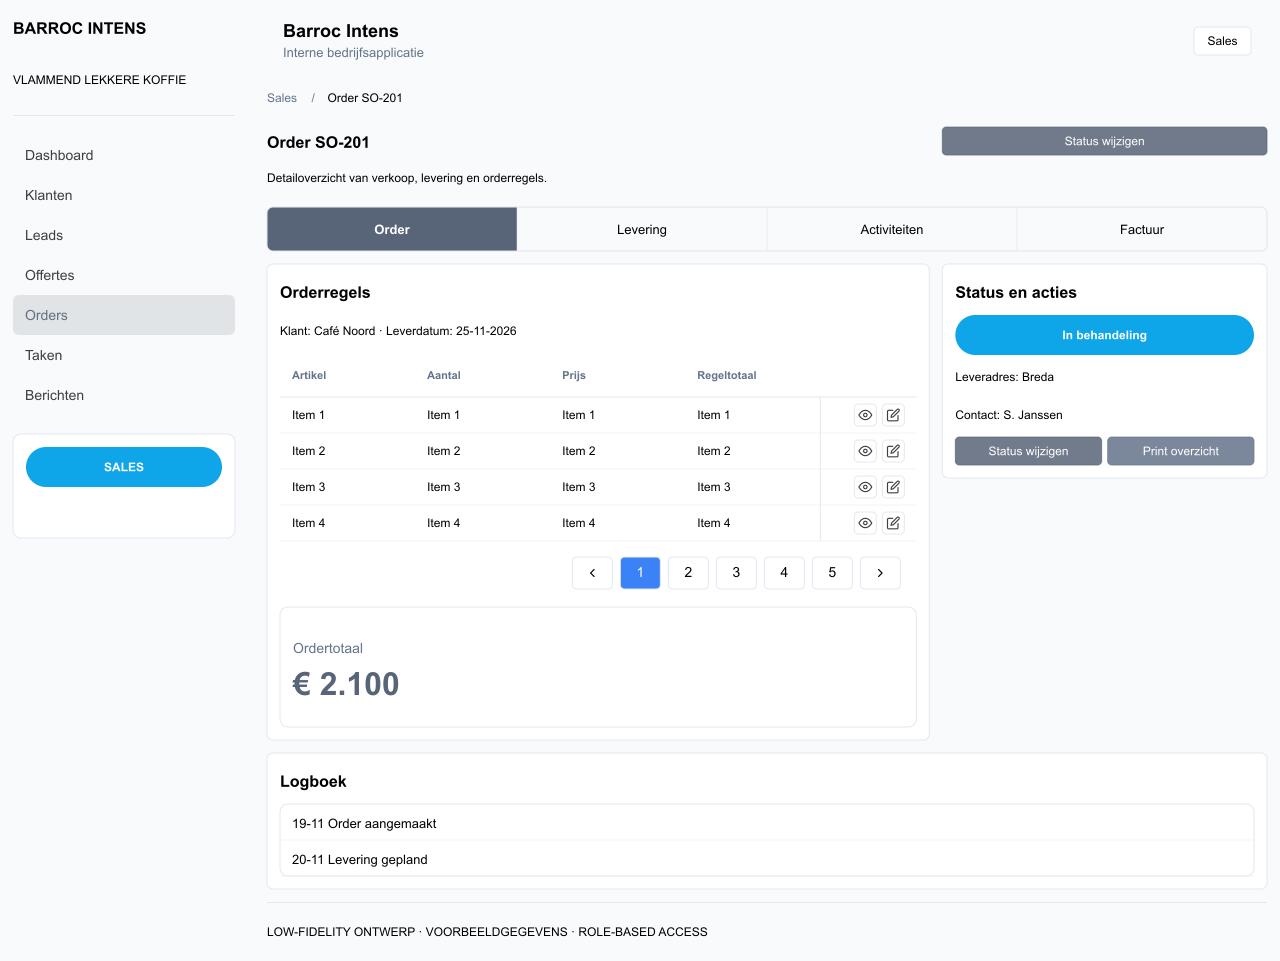 BARROC INTENS
VLAMMEND LEKKERE KOFFIE
Dashboard
Klanten
Leads
Offertes
Orders
Taken
Berichten
SALES
Barroc Intens
Interne bedrijfsapplicatie
Sales
Sales / Order SO-201
Order SO-201
Status wijzigen
Detailoverzicht van verkoop, levering en orderregels.
Order Levering Activiteiten Factuur
Orderregels
Klant: Café Noord · Leverdatum: 25-11-2026
Artikel Aantal Prijs Regeltotaal
Item 1 Item 1 Item 1 Item 1
Item 2 Item 2 Item 2 Item 2
Item 3 Item 3 Item 3 Item 3
Item 4 Item 4 Item 4 Item 4
‹ 1 2 3 4 5 ›
Ordertotaal
€ 2.100
Status en acties
In behandeling
Leveradres: Breda
Contact: S. Janssen
Status wijzigen Print overzicht
Logboek
19-11 Order aangemaakt
20-11 Levering gepland
LOW-FIDELITY ONTWERP · VOORBEELDGEGEVENS · ROLE-BASED ACCESS